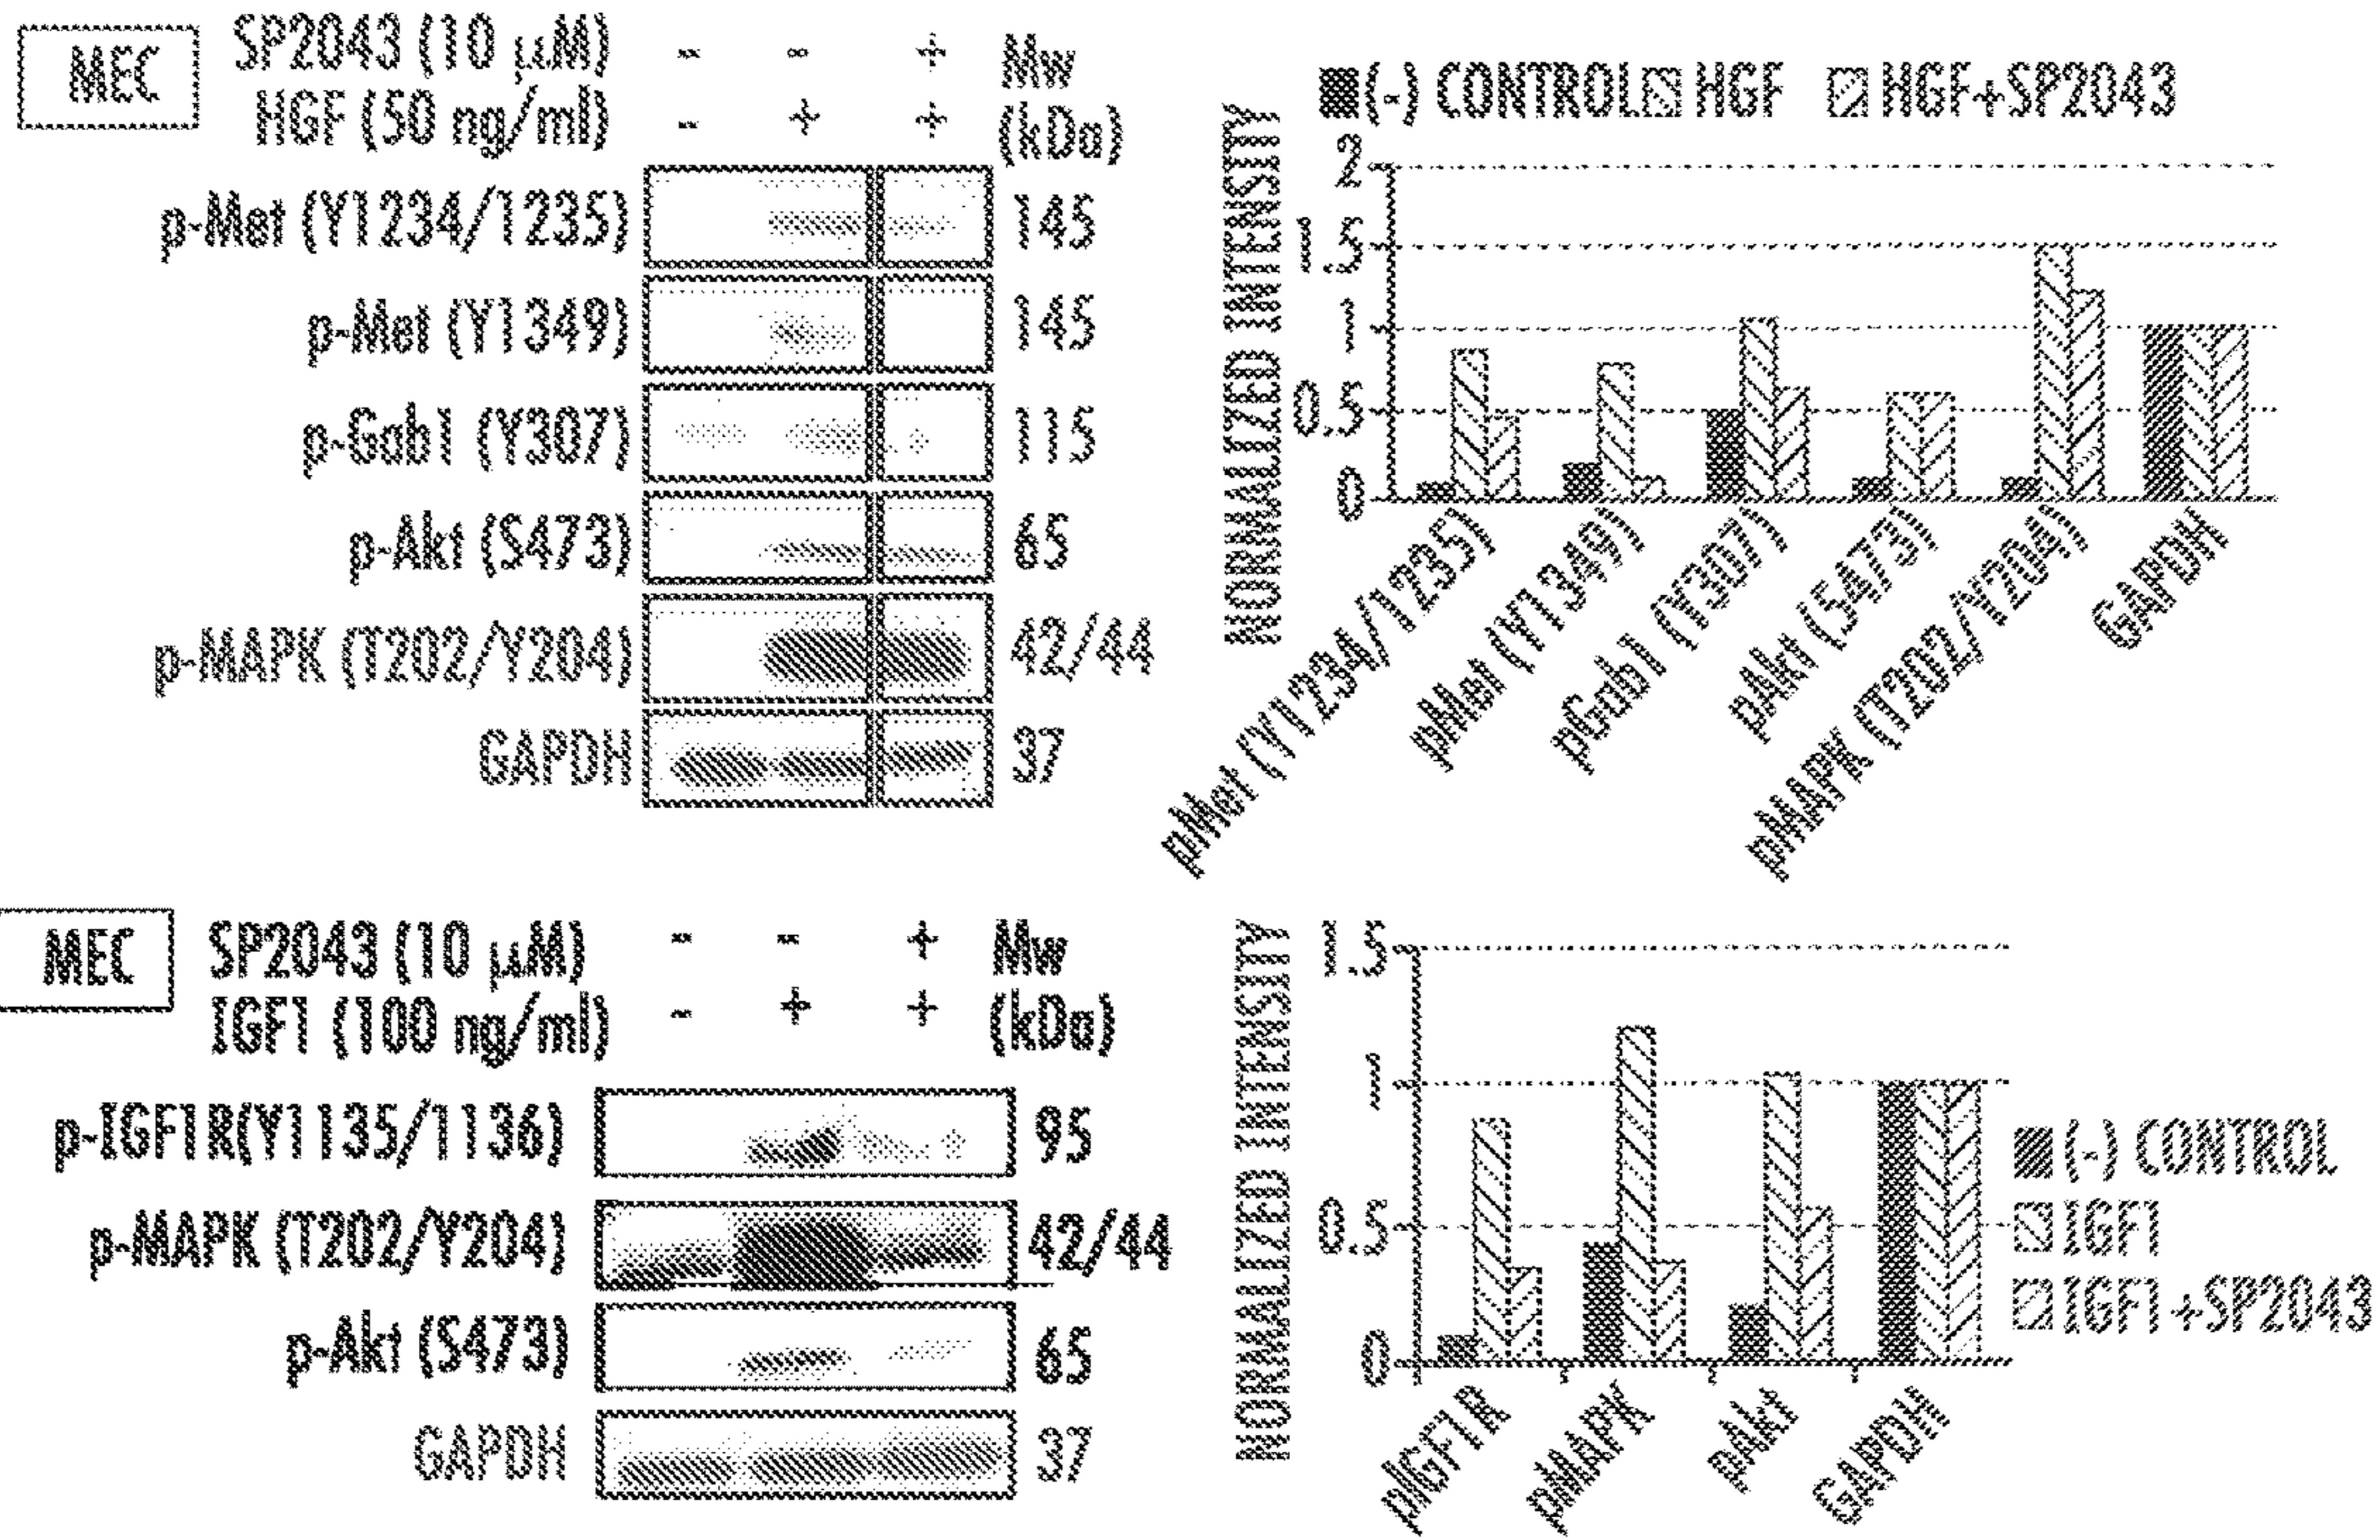 MEC
SP2043 (10 μM) - - + Mw
HGF (50 ng/ml) - + + (kDa)
p-Met (Y1234/1235) 145
p-Met (Y1349) 145
p-Gab1 (Y307) 115
p-Akt (S473) 65
p-MAPK (T202/Y204) 42/44
GAPDH 37
(-) CONTROL HGF HGF+SP2043
NORMALIZED INTENSITY
2
1.5
1
0.5
0
pMet (Y1234/1235)
pMet (Y1349)
pGab1 (Y307)
pAkt (S473)
pMAPK (T202/Y204)
GAPDH
MEC
SP2043 (10 μM) - - + Mw
IGF1 (100 ng/ml) - + + (kDa)
p-IGF1R(Y1135/1136) 95
p-MAPK (T202/Y204) 42/44
p-Akt (S473) 65
GAPDH 37
NORMALIZED INTENSITY
1.5
1
0.5
0
pIGF1R
pMAPK
pAkt
GAPDH
(-) CONTROL
IGF1
IGF1+SP2043